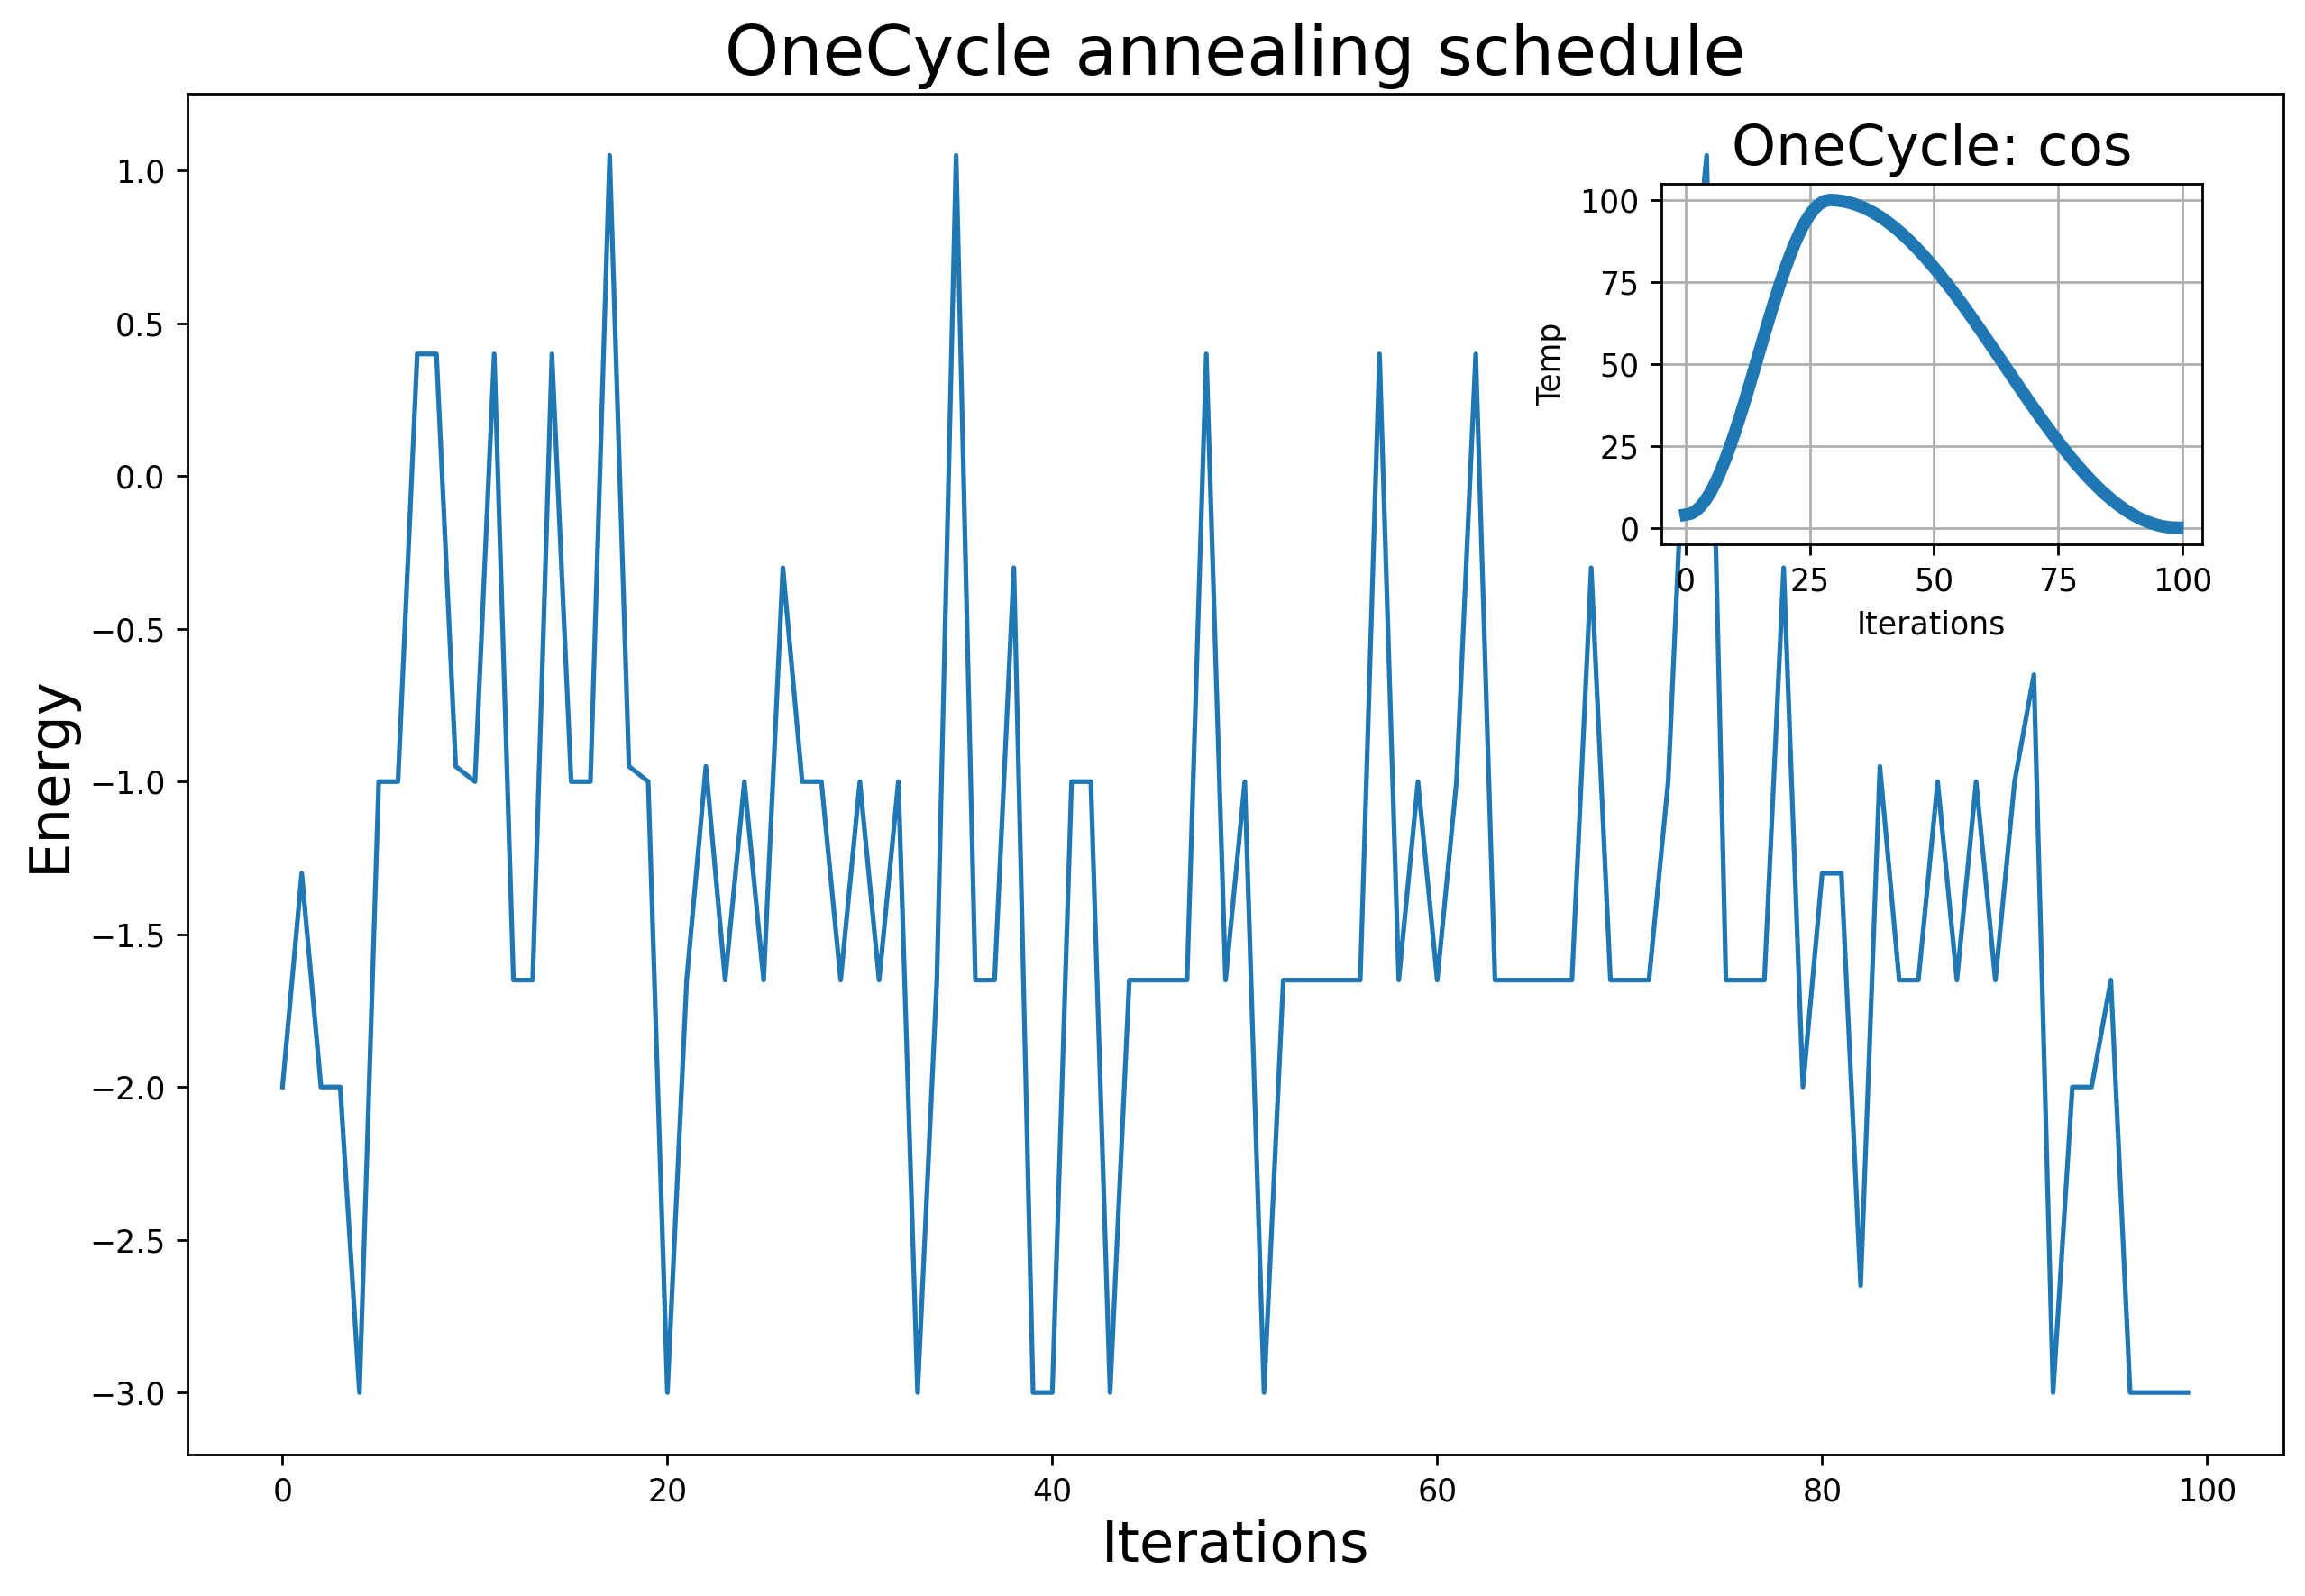 OneCycle annealing schedule
OneCycle: cos
1.0
0.5
0.0
−0.5
−1.0
−1.5
−2.0
−2.5
−3.0
Energy
100
75
50
25
0
Temp
0 25 50 75 100
Iterations
0 20 40 60 80 100
Iterations